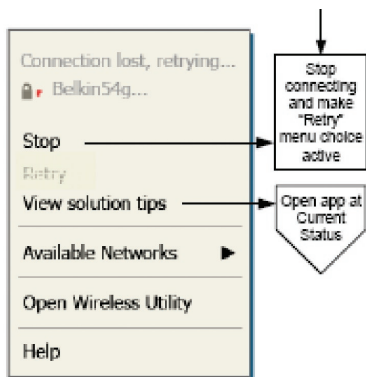 Connection lost, retrying...
Belkin54g...
Stop
Retry
View solution tips
Available Networks
Open Wireless Utility
Help
Stop
connecting
and make
"Retry"
menu choice
active
Open app at
Current
Status